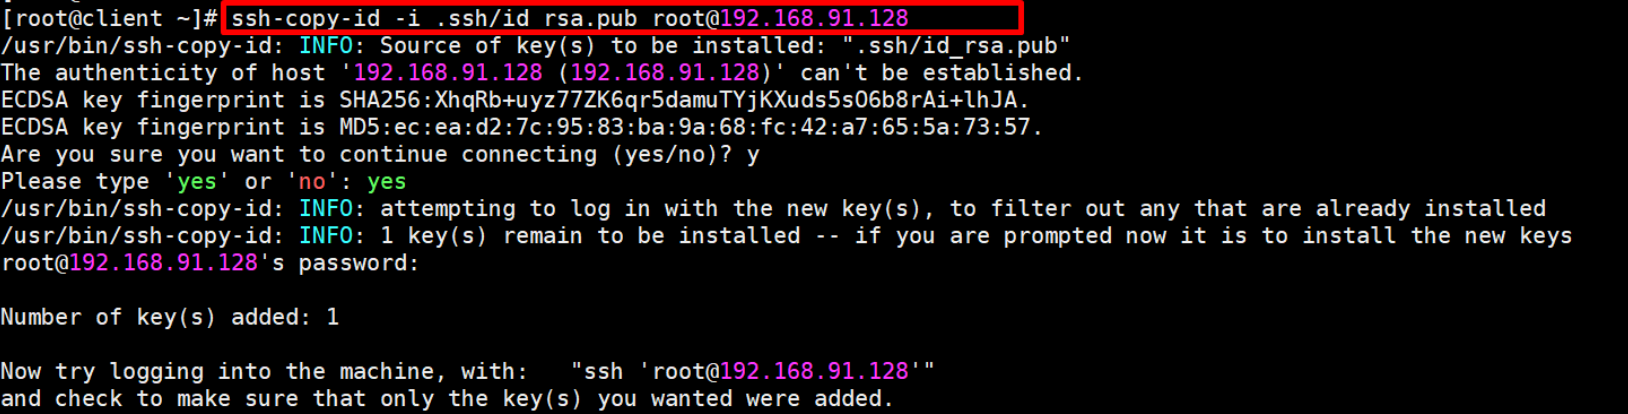 [root@client ~]# ssh-copy-id -i .ssh/id_rsa.pub root@192.168.91.128
/usr/bin/ssh-copy-id: INFO: Source of key(s) to be installed: ".ssh/id_rsa.pub"
The authenticity of host '192.168.91.128 (192.168.91.128)' can't be established.
ECDSA key fingerprint is SHA256:XhqRb+uyz77ZK6qr5damuTYjKXuds5sO6b8rAi+lhJA.
ECDSA key fingerprint is MD5:ec:ea:d2:7c:95:83:ba:9a:68:fc:42:a7:65:5a:73:57.
Are you sure you want to continue connecting (yes/no)? y
Please type 'yes' or 'no': yes
/usr/bin/ssh-copy-id: INFO: attempting to log in with the new key(s), to filter out any that are already installed
/usr/bin/ssh-copy-id: INFO: 1 key(s) remain to be installed -- if you are prompted now it is to install the new keys
root@192.168.91.128's password:
Number of key(s) added: 1
Now try logging into the machine, with:   "ssh 'root@192.168.91.128'"
and check to make sure that only the key(s) you wanted were added.